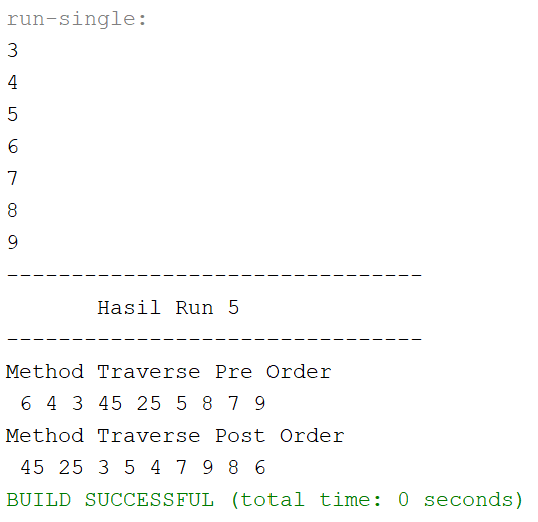 run-single:
3
4
5
6
7
8
9
--------------------------------
Hasil Run 5
--------------------------------
Method Traverse Pre Order
6 4 3 45 25 5 8 7 9
Method Traverse Post Order
45 25 3 5 4 7 9 8 6
BUILD SUCCESSFUL (total time: 0 seconds)